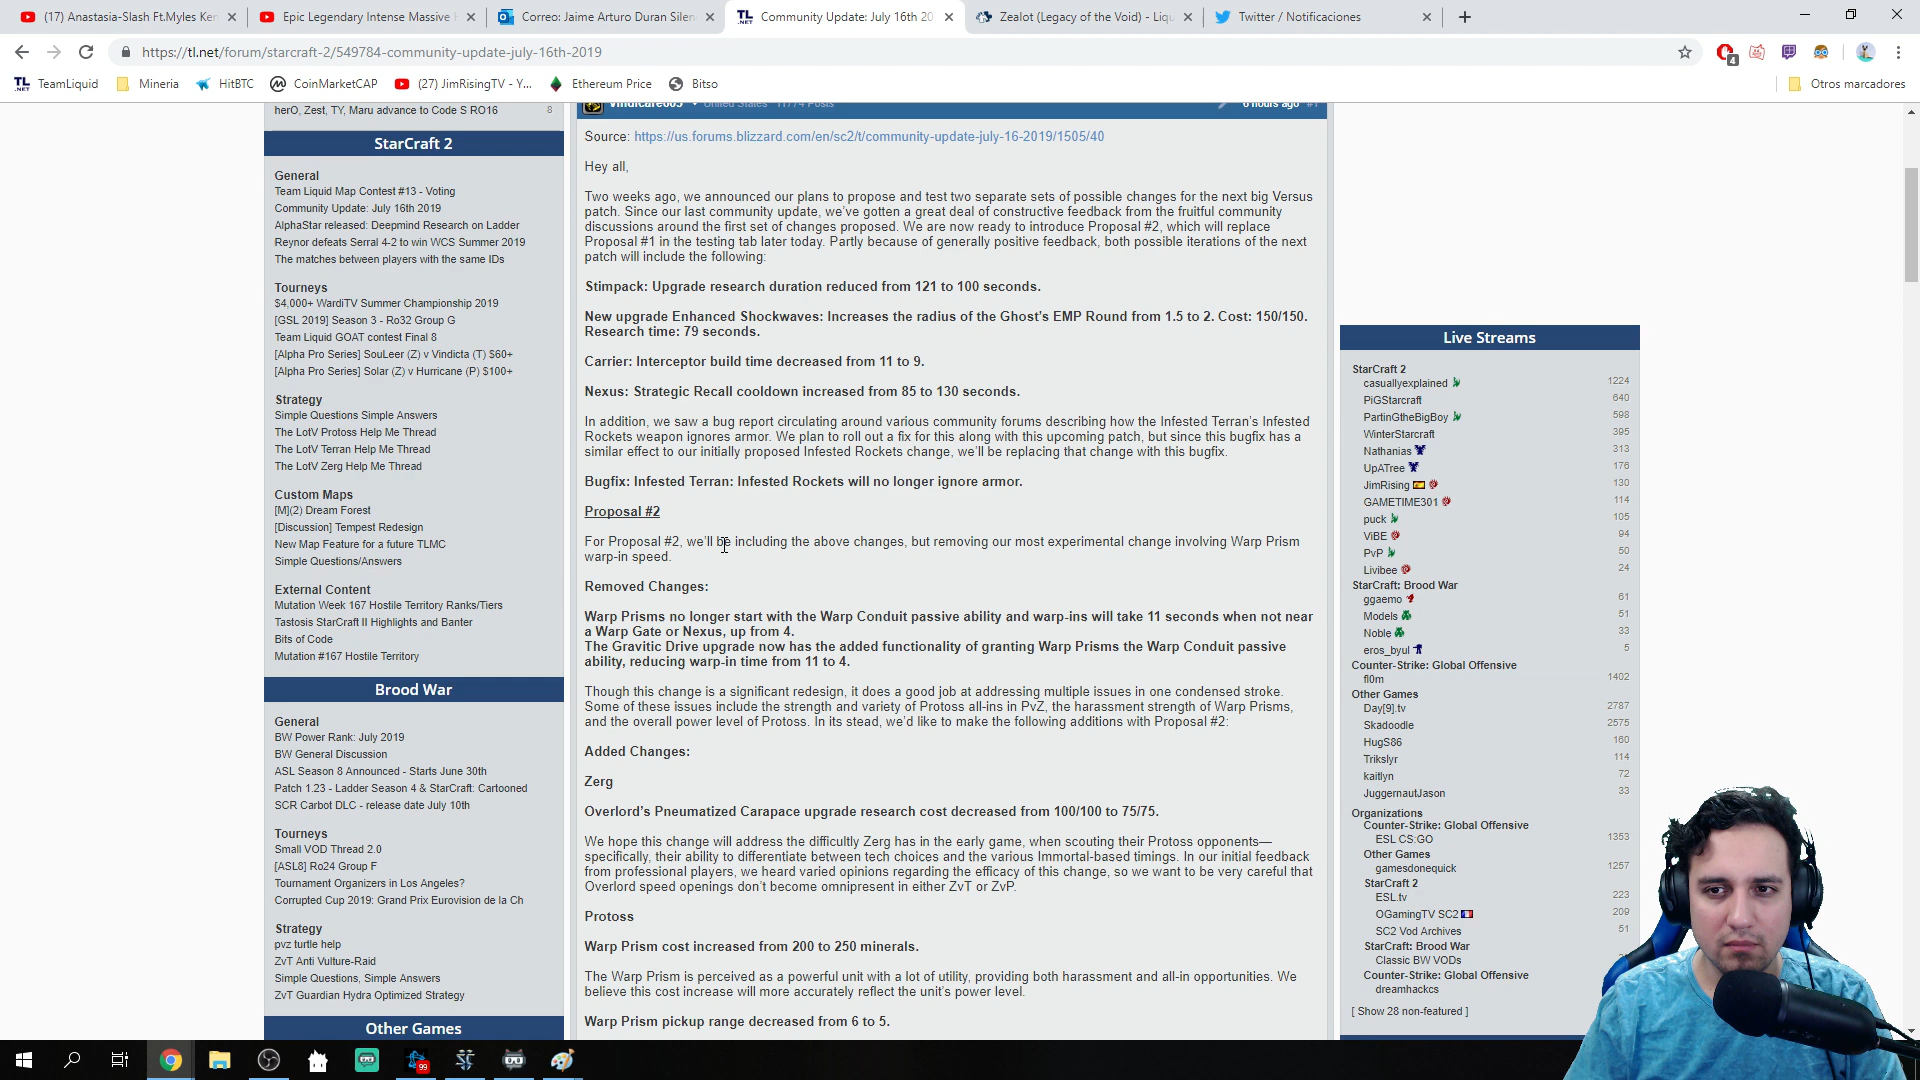 (17) Anastasia-Slash Ft.Myles Ken
Epic Legendary Intense Massive H
Correo: Jaime Arturo Duran Silen
Community Update: July 16th 20
Zealot (Legacy of the Void) - Liqu
Twitter / Notificaciones
https://tl.net/forum/starcraft-2/549784-community-update-july-16th-2019
4
TeamLiquid
Mineria
HitBTC
CoinMarketCAP
(27) JimRisingTV - Y...
Ethereum Price
Bitso
Otros marcadores
herO, Zest, TY, Maru advance to Code S RO16 8
StarCraft 2
General
Team Liquid Map Contest #13 - Voting
Community Update: July 16th 2019
AlphaStar released: Deepmind Research on Ladder
Reynor defeats Serral 4-2 to win WCS Summer 2019
The matches between players with the same IDs
Tourneys
$4,000+ WardiTV Summer Championship 2019
[GSL 2019] Season 3 - Ro32 Group G
Team Liquid GOAT contest Final 8
[Alpha Pro Series] SouLeer (Z) v Vindicta (T) $60+
[Alpha Pro Series] Solar (Z) v Hurricane (P) $100+
Strategy
Simple Questions Simple Answers
The LotV Protoss Help Me Thread
The LotV Terran Help Me Thread
The LotV Zerg Help Me Thread
Custom Maps
[M](2) Dream Forest
[Discussion] Tempest Redesign
New Map Feature for a future TLMC
Simple Questions/Answers
External Content
Mutation Week 167 Hostile Territory Ranks/Tiers
Tastosis StarCraft II Highlights and Banter
Bits of Code
Mutation #167 Hostile Territory
Brood War
General
BW Power Rank: July 2019
BW General Discussion
ASL Season 8 Announced - Starts June 30th
Patch 1.23 - Ladder Season 4 & StarCraft: Cartooned
SCR Carbot DLC - release date July 10th
Tourneys
Small VOD Thread 2.0
[ASL8] Ro24 Group F
Tournament Organizers in Los Angeles?
Corrupted Cup 2019: Grand Prix Eurovision de la Ch
Strategy
pvz turtle help
ZvT Anti Vulture-Raid
Simple Questions, Simple Answers
ZvT Guardian Hydra Optimized Strategy
Other Games
Vindicare605 United States 11774 Posts 6 hours ago #1
Source: https://us.forums.blizzard.com/en/sc2/t/community-update-july-16-2019/1505/40
Hey all,
Two weeks ago, we announced our plans to propose and test two separate sets of possible changes for the next big Versus
patch. Since our last community update, we've gotten a great deal of constructive feedback from the fruitful community
discussions around the first set of changes proposed. We are now ready to introduce Proposal #2, which will replace
Proposal #1 in the testing tab later today. Partly because of generally positive feedback, both possible iterations of the next
patch will include the following:
Stimpack: Upgrade research duration reduced from 121 to 100 seconds.
New upgrade Enhanced Shockwaves: Increases the radius of the Ghost's EMP Round from 1.5 to 2. Cost: 150/150.
Research time: 79 seconds.
Carrier: Interceptor build time decreased from 11 to 9.
Nexus: Strategic Recall cooldown increased from 85 to 130 seconds.
In addition, we saw a bug report circulating around various community forums describing how the Infested Terran's Infested
Rockets weapon ignores armor. We plan to roll out a fix for this along with this upcoming patch, but since this bugfix has a
similar effect to our initially proposed Infested Rockets change, we'll be replacing that change with this bugfix.
Bugfix: Infested Terran: Infested Rockets will no longer ignore armor.
Proposal #2
For Proposal #2, we'll be including the above changes, but removing our most experimental change involving Warp Prism
warp-in speed.
Removed Changes:
Warp Prisms no longer start with the Warp Conduit passive ability and warp-ins will take 11 seconds when not near
a Warp Gate or Nexus, up from 4.
The Gravitic Drive upgrade now has the added functionality of granting Warp Prisms the Warp Conduit passive
ability, reducing warp-in time from 11 to 4.
Though this change is a significant redesign, it does a good job at addressing multiple issues in one condensed stroke.
Some of these issues include the strength and variety of Protoss all-ins in PvZ, the harassment strength of Warp Prisms,
and the overall power level of Protoss. In its stead, we'd like to make the following additions with Proposal #2:
Added Changes:
Zerg
Overlord's Pneumatized Carapace upgrade research cost decreased from 100/100 to 75/75.
We hope this change will address the difficultly Zerg has in the early game, when scouting their Protoss opponents—
specifically, their ability to differentiate between tech choices and the various Immortal-based timings. In our initial feedback
from professional players, we heard varied opinions regarding the efficacy of this change, so we want to be very careful that
Overlord speed openings don't become omnipresent in either ZvT or ZvP.
Protoss
Warp Prism cost increased from 200 to 250 minerals.
The Warp Prism is perceived as a powerful unit with a lot of utility, providing both harassment and all-in opportunities. We
believe this cost increase will more accurately reflect the unit's power level.
Warp Prism pickup range decreased from 6 to 5.
Live Streams
StarCraft 2
casuallyexplained 1224
PiGStarcraft 640
PartinGtheBigBoy 598
WinterStarcraft 395
Nathanias 313
UpATree 176
JimRising 130
GAMETIME301 114
puck 105
ViBE 94
PvP 50
Livibee 24
StarCraft: Brood War
ggaemo 61
Models 51
Noble 33
eros_byul 5
Counter-Strike: Global Offensive
fl0m 1402
Other Games
Day[9].tv 2787
Skadoodle 2575
HugS86 160
Trikslyr 114
kaitlyn 72
JuggernautJason 33
Organizations
Counter-Strike: Global Offensive
ESL CS:GO 1353
Other Games
gamesdonequick 1257
StarCraft 2
ESL.tv 223
OGamingTV SC2 209
SC2 Vod Archives 51
StarCraft: Brood War
Classic BW VODs
Counter-Strike: Global Offensive
dreamhackcs
[ Show 28 non-featured ]
99